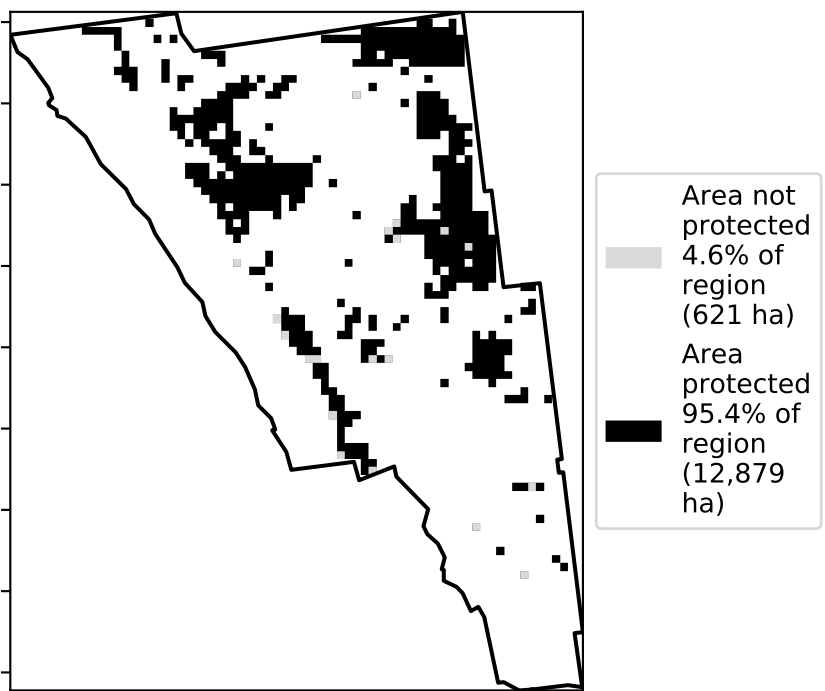 Area not
protected
4.6% of
region
(621 ha)
Area
protected
95.4% of
region
(12,879
ha)